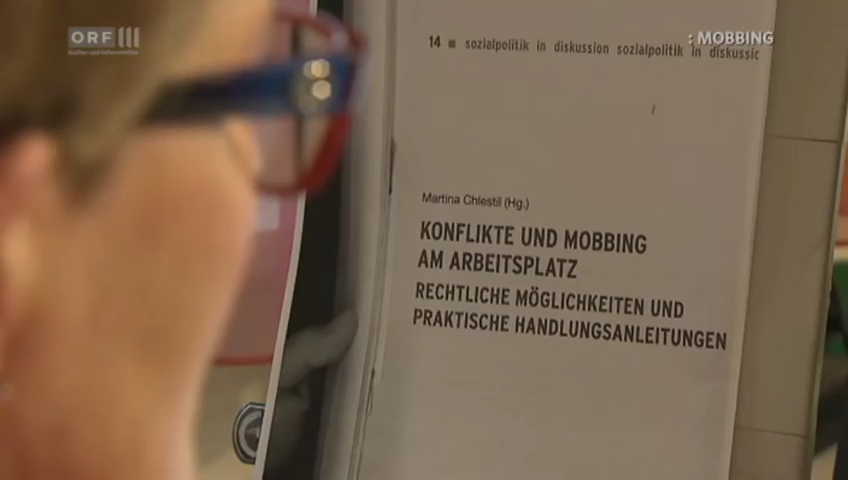 ORF III
Kultur und Information
: MOBBING
14 ■ sozialpolitik in diskussion sozialpolitik in diskussic
Martina Chlestil (Hg.)
KONFLIKTE UND MOBBING
AM ARBEITSPLATZ
RECHTLICHE MÖGLICHKEITEN UND
PRAKTISCHE HANDLUNGSANLEITUNGEN